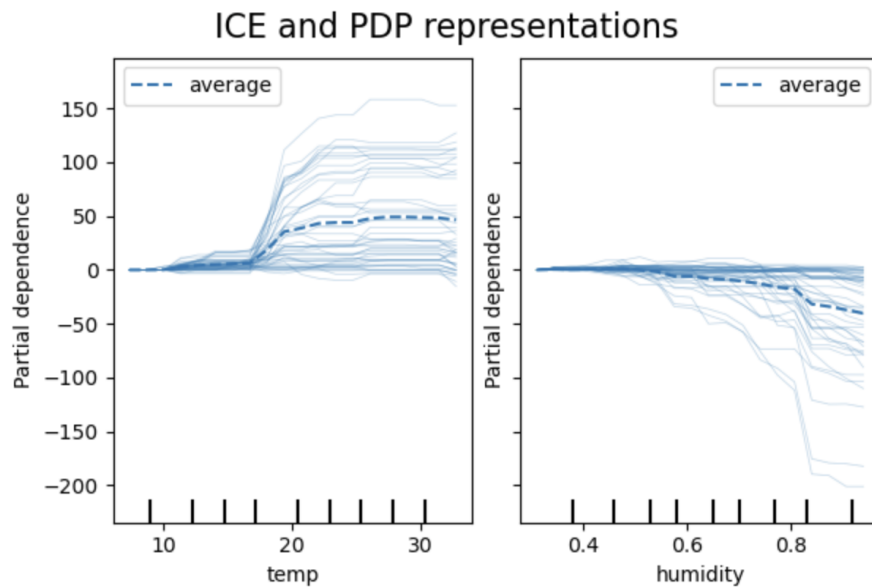 ICE and PDP representations
average
average
Partial dependence
Partial dependence
150
100
50
0
−50
−100
−150
−200
10
20
30
0.4
0.6
0.8
temp
humidity